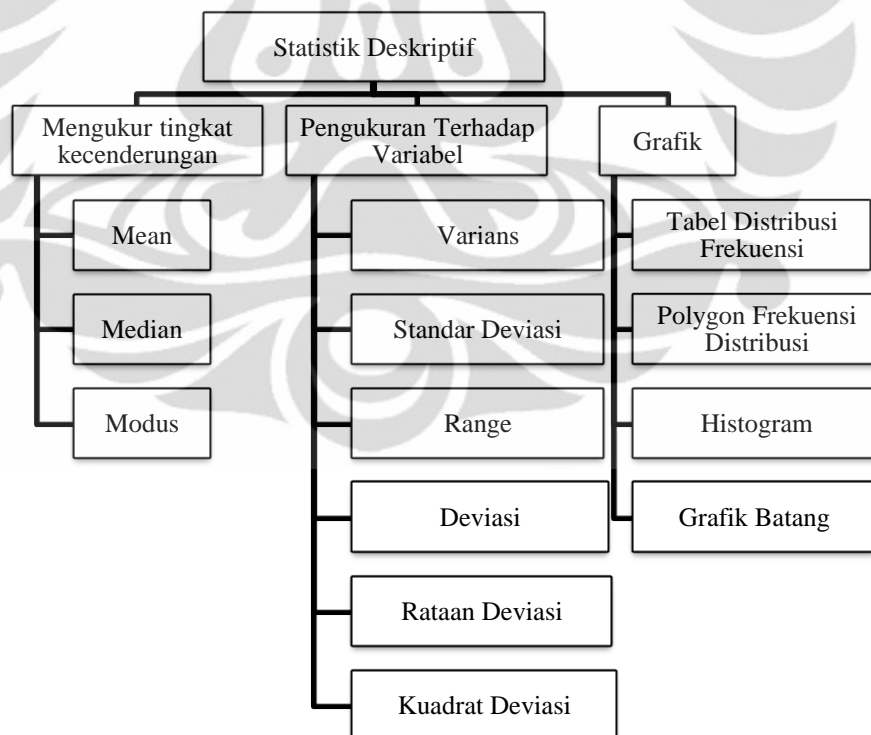 Statistik Deskriptif
Mengukur tingkat
kecenderungan
Mean
Median
Modus
Pengukuran Terhadap
Variabel
Varians
Standar Deviasi
Range
Deviasi
Rataan Deviasi
Kuadrat Deviasi
Grafik
Tabel Distribusi
Frekuensi
Polygon Frekuensi
Distribusi
Histogram
Grafik Batang